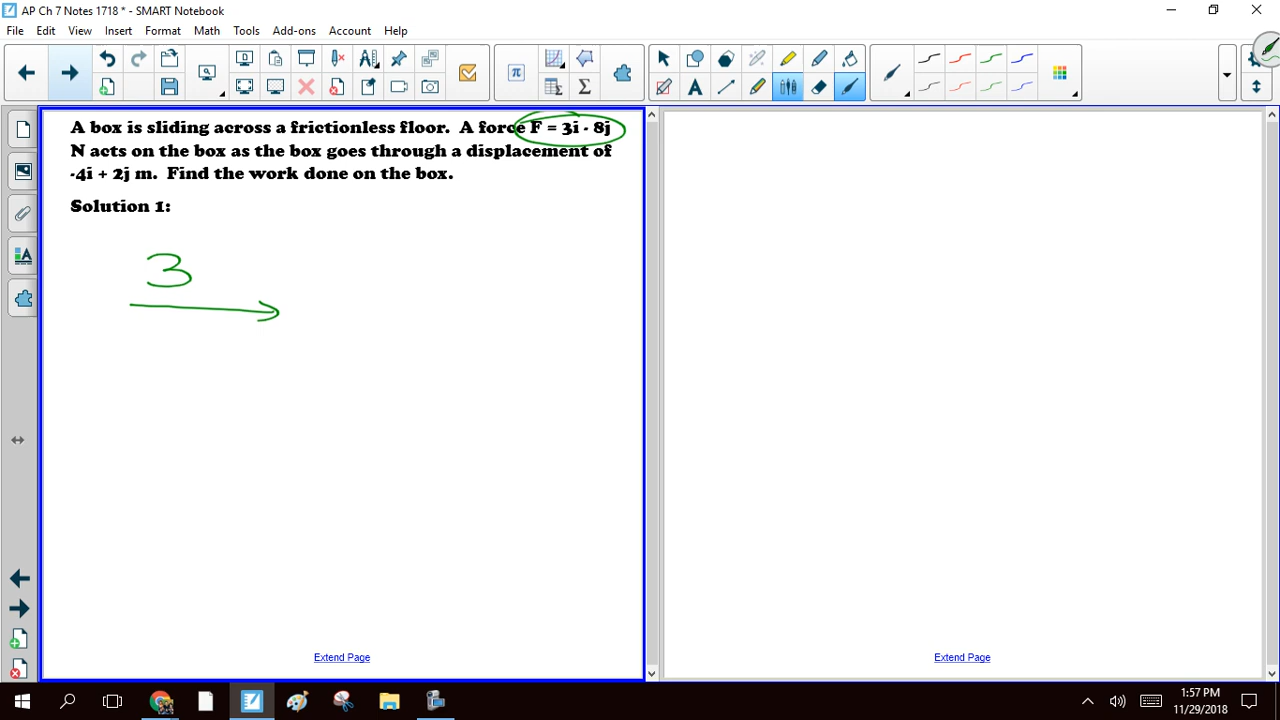 AP Ch 7 Notes 1718 * - SMART Notebook
File Edit View Insert Format Math Tools Add-ons Account Help
A box is sliding across a frictionless floor. A force F = 3i - 8j
N acts on the box as the box goes through a displacement of
-4i + 2j m. Find the work done on the box.
Solution 1:
3
Extend Page
Extend Page
1:57 PM
11/29/2018